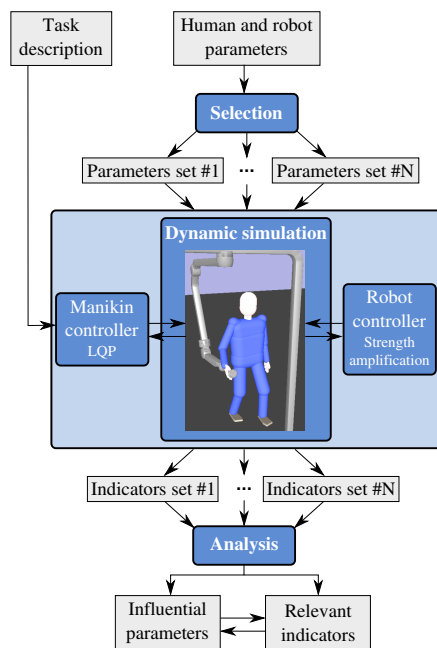 Task
description
Human and robot
parameters
Selection
Parameters set #1
...
Parameters set #N
Dynamic simulation
Manikin
controller
LQP
Robot
controller
Strength
amplification
Indicators set #1
...
Indicators set #N
Analysis
Influential
parameters
Relevant
indicators